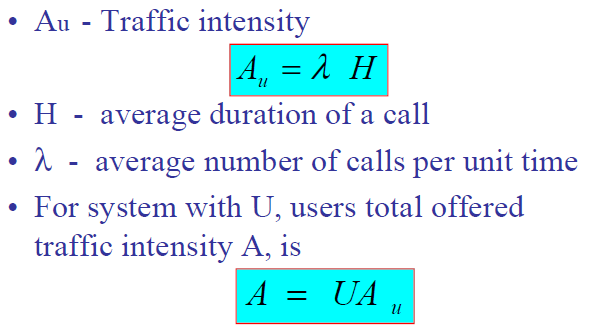 • Au - Traffic intensity
Au = λ H
• H - average duration of a call
• λ - average number of calls per unit time
• For system with U, users total offered
traffic intensity A, is
A = UAu